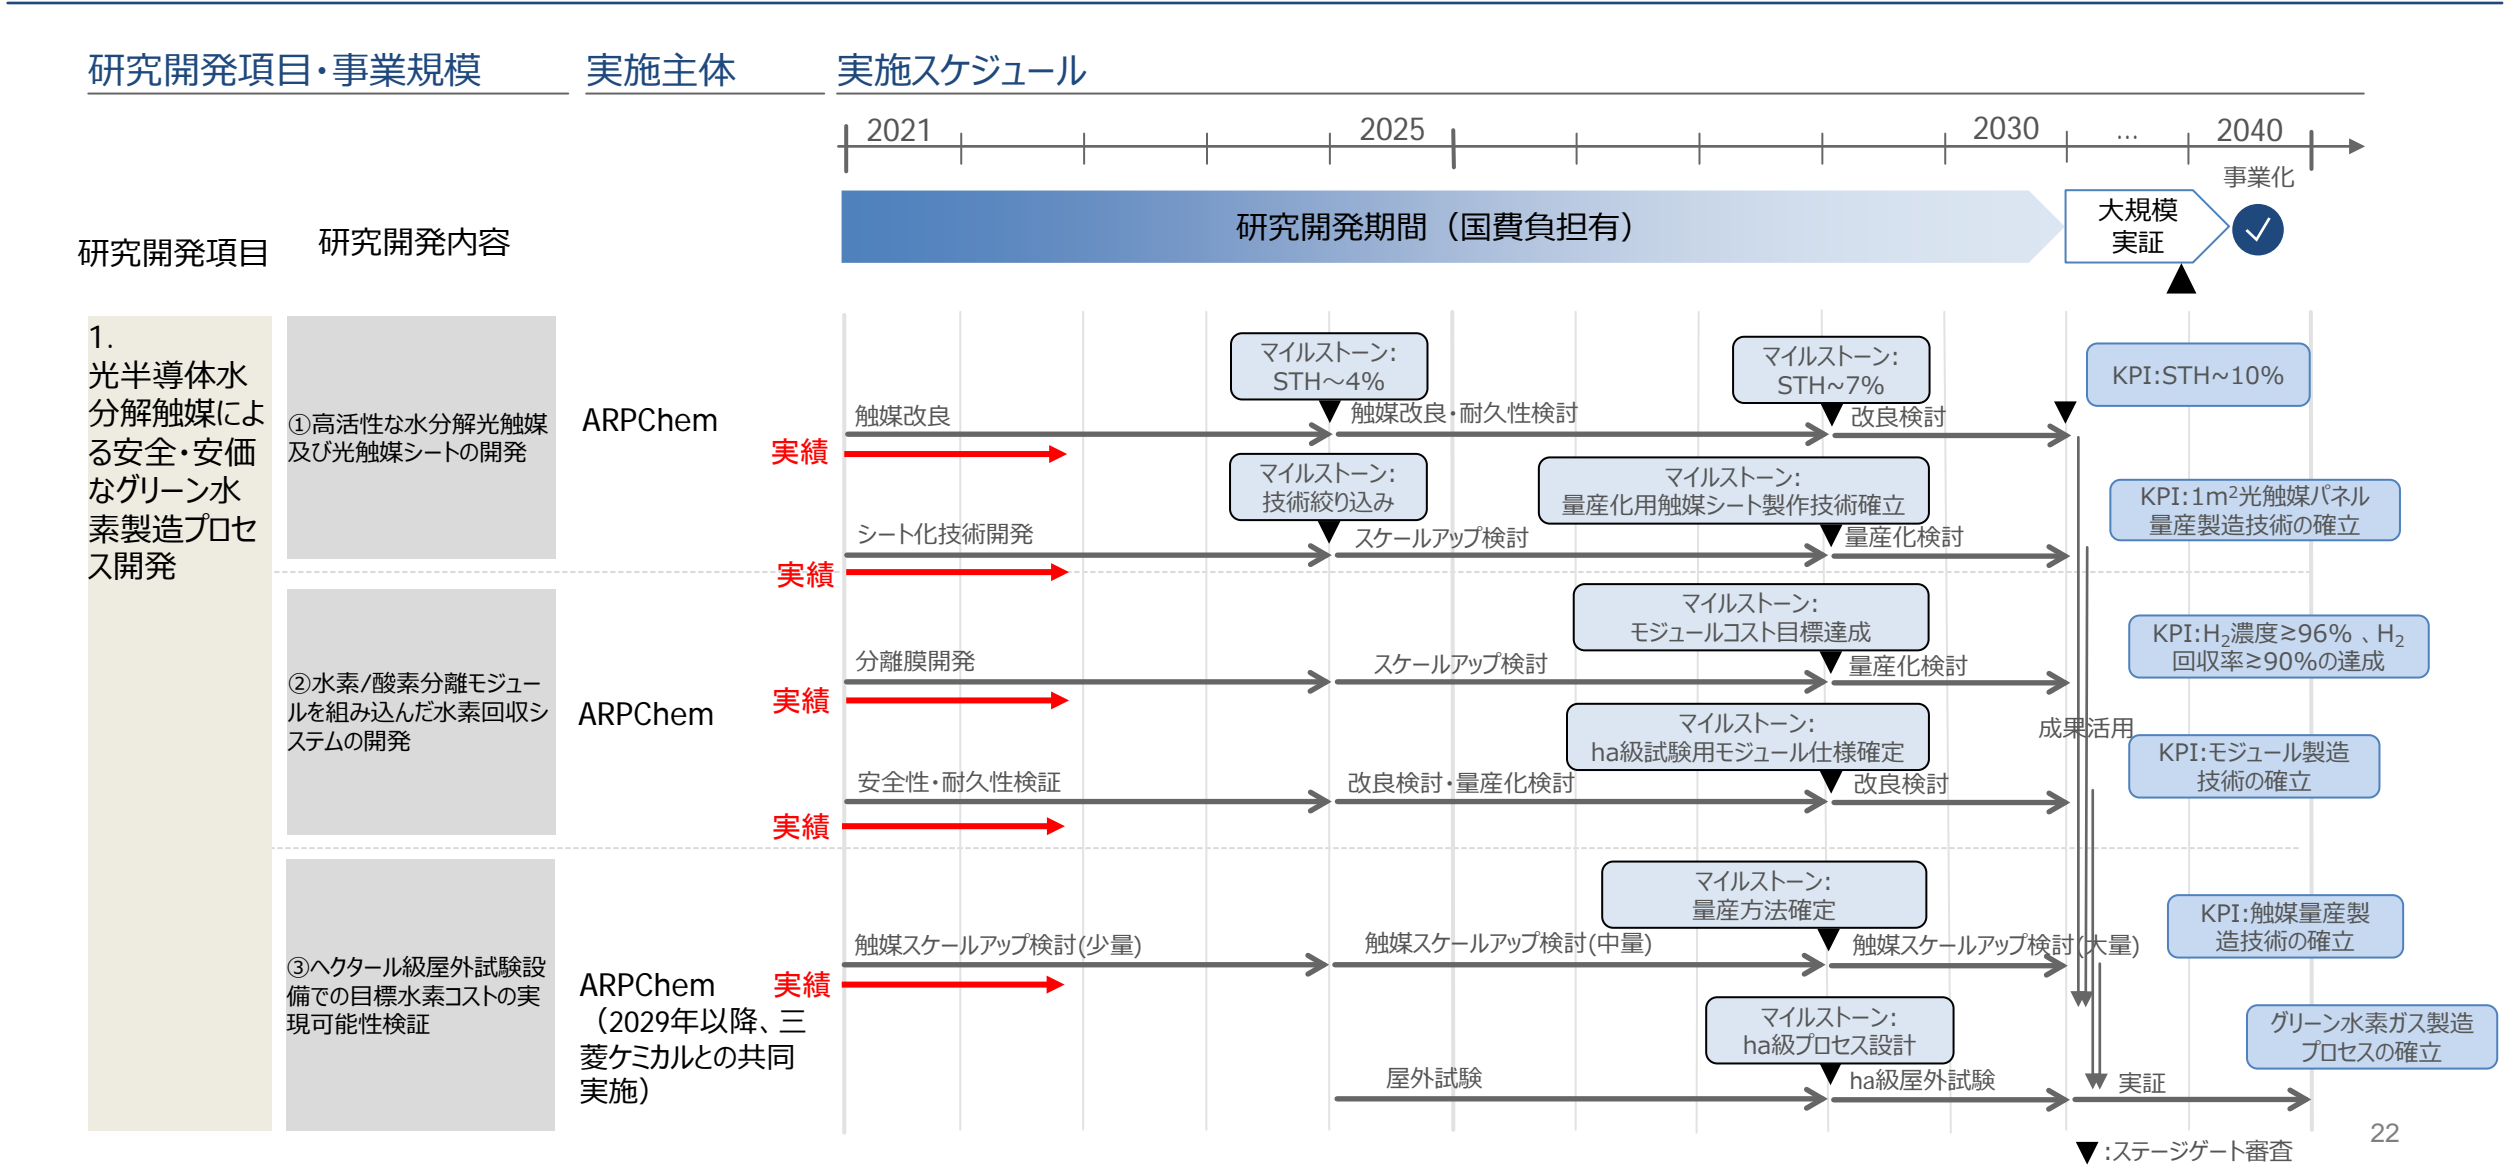 研究開発項目・事業規模
実施主体
実施スケジュール
2021
2025
2030
...
2040
事業化
研究開発期間（国費負担有）
大規模
実証
研究開発項目
研究開発内容
1.
光半導体水
分解触媒によ
る安全・安価
なグリーン水
素製造プロセ
ス開発
①高活性な水分解光触媒
及び光触媒シートの開発
ARPChem
マイルストーン:
STH～4%
マイルストーン:
STH~7%
KPI:STH~10%
触媒改良
触媒改良・耐久性検討
改良検討
実績
マイルストーン:
技術絞り込み
マイルストーン:
量産化用触媒シート製作技術確立
KPI:1m²光触媒パネル
量産製造技術の確立
シート化技術開発
スケールアップ検討
量産化検討
実績
②水素/酸素分離モジュー
ルを組み込んだ水素回収シ
ステムの開発
ARPChem
マイルストーン:
モジュールコスト目標達成
KPI:H₂濃度≳96% 、H₂
回収率≳90%の達成
分離膜開発
スケールアップ検討
量産化検討
実績
マイルストーン:
ha級試験用モジュール仕様確定
成果活用
KPI:モジュール製造
技術の確立
安全性・耐久性検証
改良検討・量産化検討
改良検討
実績
③ヘクタール級屋外試験設
備での目標水素コストの実
現可能性検証
ARPChem
（2029年以降、三
菱ケミカルとの共同
実施）
マイルストーン:
量産方法確定
KPI:触媒量産製
造技術の確立
触媒スケールアップ検討(少量)
触媒スケールアップ検討(中量)
触媒スケールアップ検討(大量)
実績
マイルストーン:
ha級プロセス設計
グリーン水素ガス製造
プロセスの確立
屋外試験
ha級屋外試験
実証
▼:ステージゲート審査
22